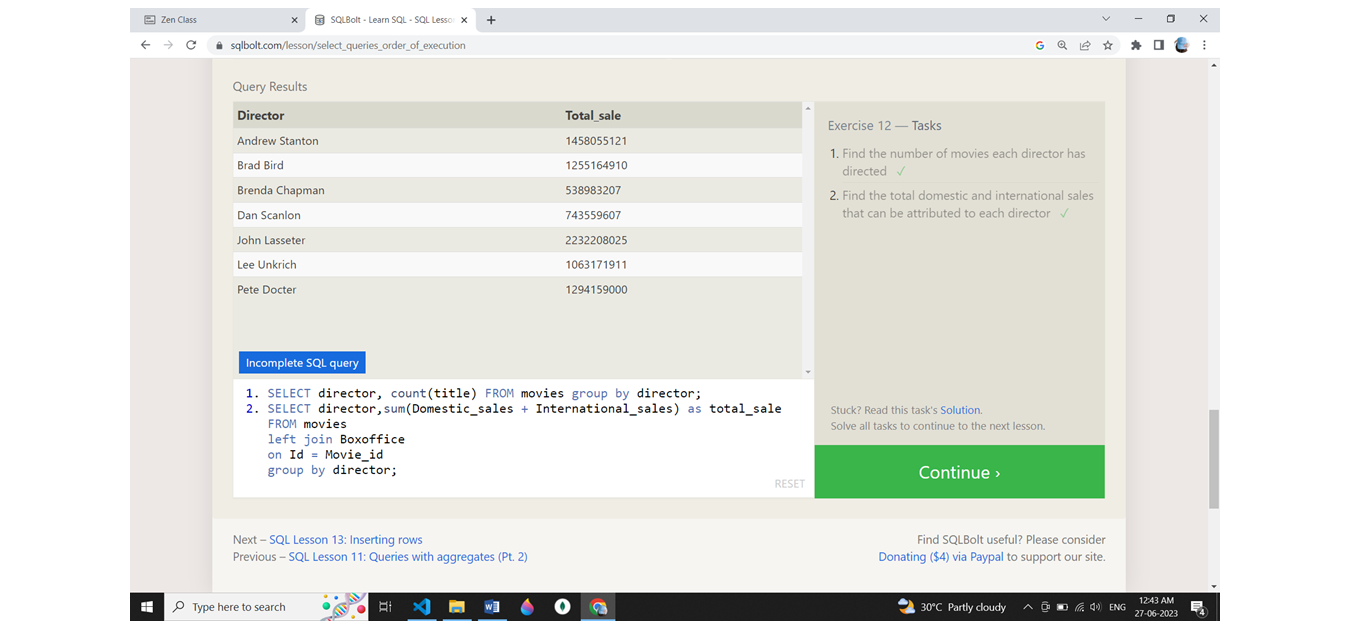 Zen Class
SQLBolt - Learn SQL - SQL Lesso
sqlbolt.com/lesson/select_queries_order_of_execution
Query Results
Director Total_sale
Andrew Stanton 1458055121
Brad Bird 1255164910
Brenda Chapman 538983207
Dan Scanlon 743559607
John Lasseter 2232208025
Lee Unkrich 1063171911
Pete Docter 1294159000
Incomplete SQL query
1. SELECT director, count(title) FROM movies group by director;
2. SELECT director,sum(Domestic_sales + International_sales) as total_sale
FROM movies
left join Boxoffice
on Id = Movie_id
group by director;
RESET
Exercise 12 — Tasks
1. Find the number of movies each director has
directed ✓
2. Find the total domestic and international sales
that can be attributed to each director ✓
Stuck? Read this task's Solution.
Solve all tasks to continue to the next lesson.
Continue ›
Next – SQL Lesson 13: Inserting rows
Previous – SQL Lesson 11: Queries with aggregates (Pt. 2)
Find SQLBolt useful? Please consider
Donating ($4) via Paypal to support our site.
Type here to search
30°C Partly cloudy
ENG
12:43 AM
27-06-2023
4